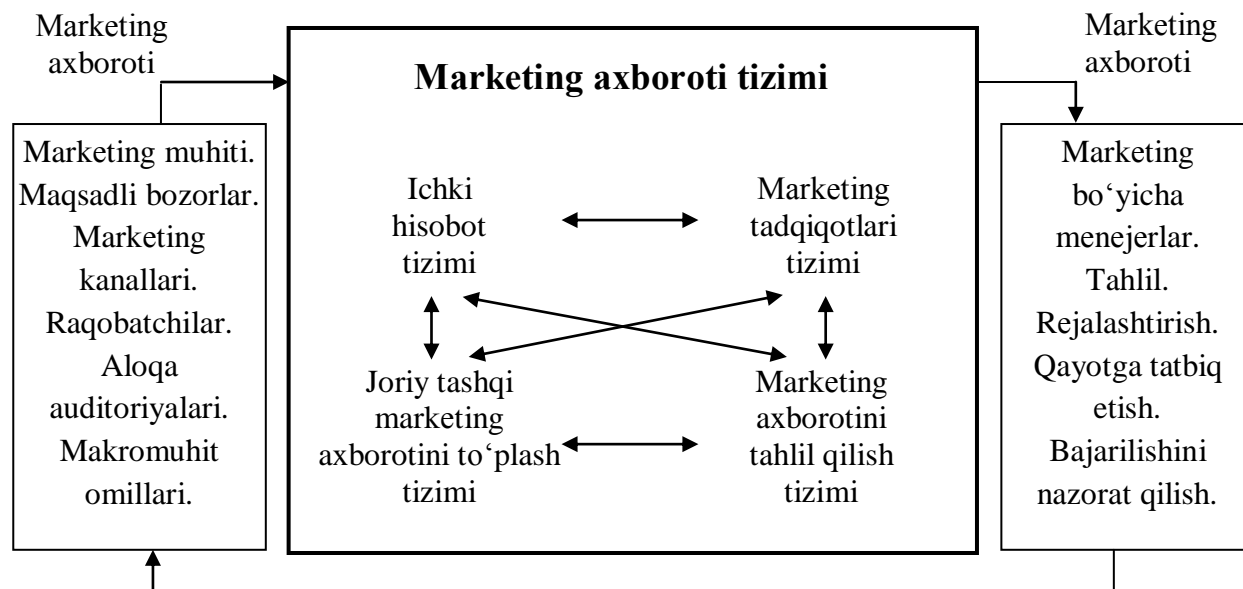 Marketing
axboroti
Marketing muhiti.
Maqsadli bozorlar.
Marketing
kanallari.
Raqobatchilar.
Aloqa
auditoriyalari.
Makromuhit
omillari.
Marketing axboroti tizimi
Ichki
hisobot
tizimi
Marketing
tadqiqotlari
tizimi
Joriy tashqi
marketing
axborotini to‘plash
tizimi
Marketing
axborotini
tahlil qilish
tizimi
Marketing
axboroti
Marketing
bo‘yicha
menejerlar.
Tahlil.
Rejalashtirish.
Qayotga tatbiq
etish.
Bajarilishini
nazorat qilish.